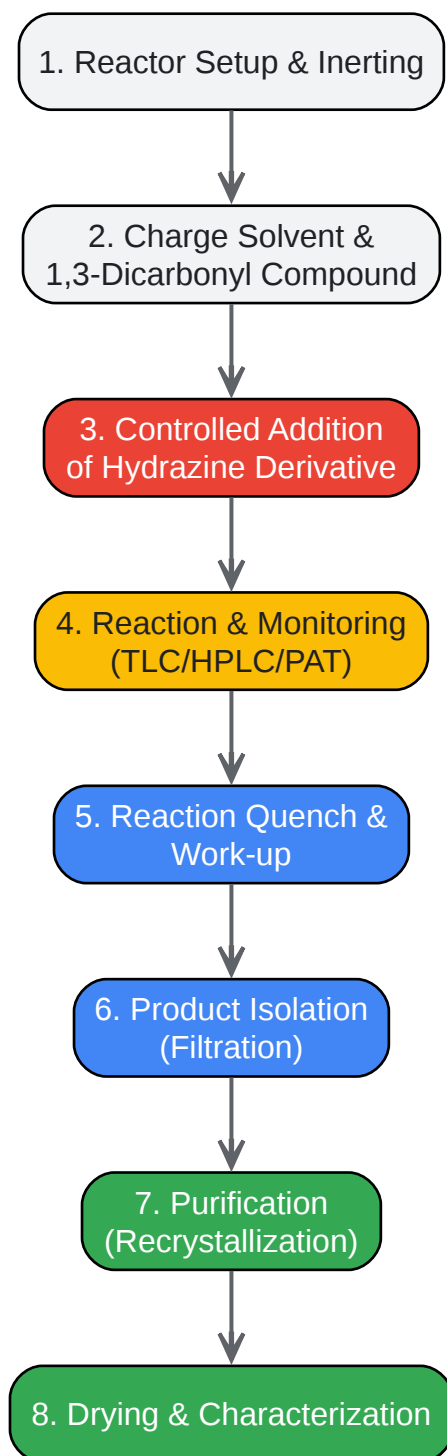 1. Reactor Setup & Inerting
2. Charge Solvent &
1,3-Dicarbonyl Compound
3. Controlled Addition
of Hydrazine Derivative
4. Reaction & Monitoring
(TLC/HPLC/PAT)
5. Reaction Quench &
Work-up
6. Product Isolation
(Filtration)
7. Purification
(Recrystallization)
8. Drying & Characterization